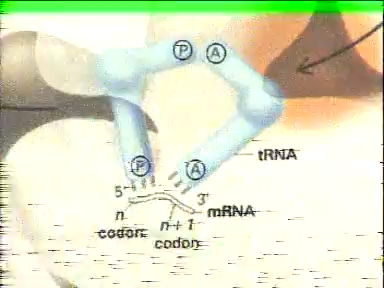 P A
P A
tRNA
5' 3'
mRNA
n n+1
codon codon